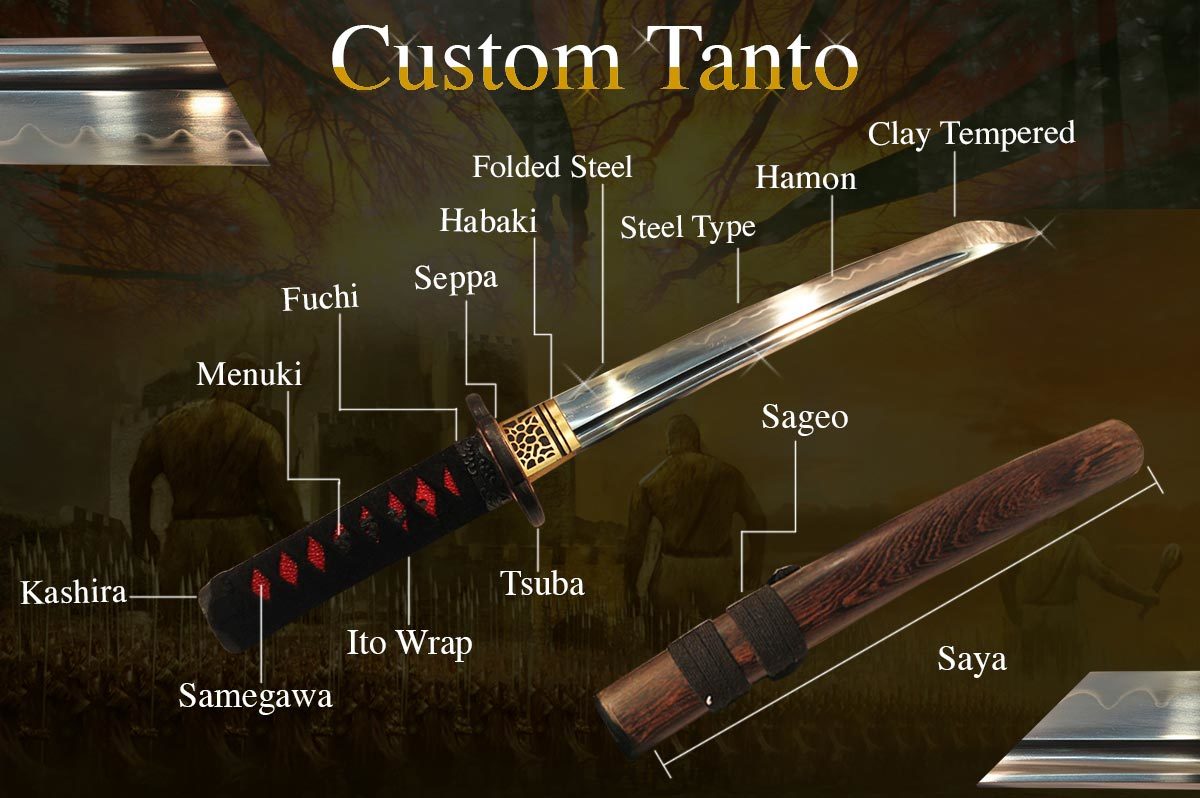 Custom Tanto
Clay Tempered
Folded Steel
Hamon
Habaki
Steel Type
Seppa
Fuchi
Menuki
Sageo
Tsuba
Kashira
Ito Wrap
Saya
Samegawa